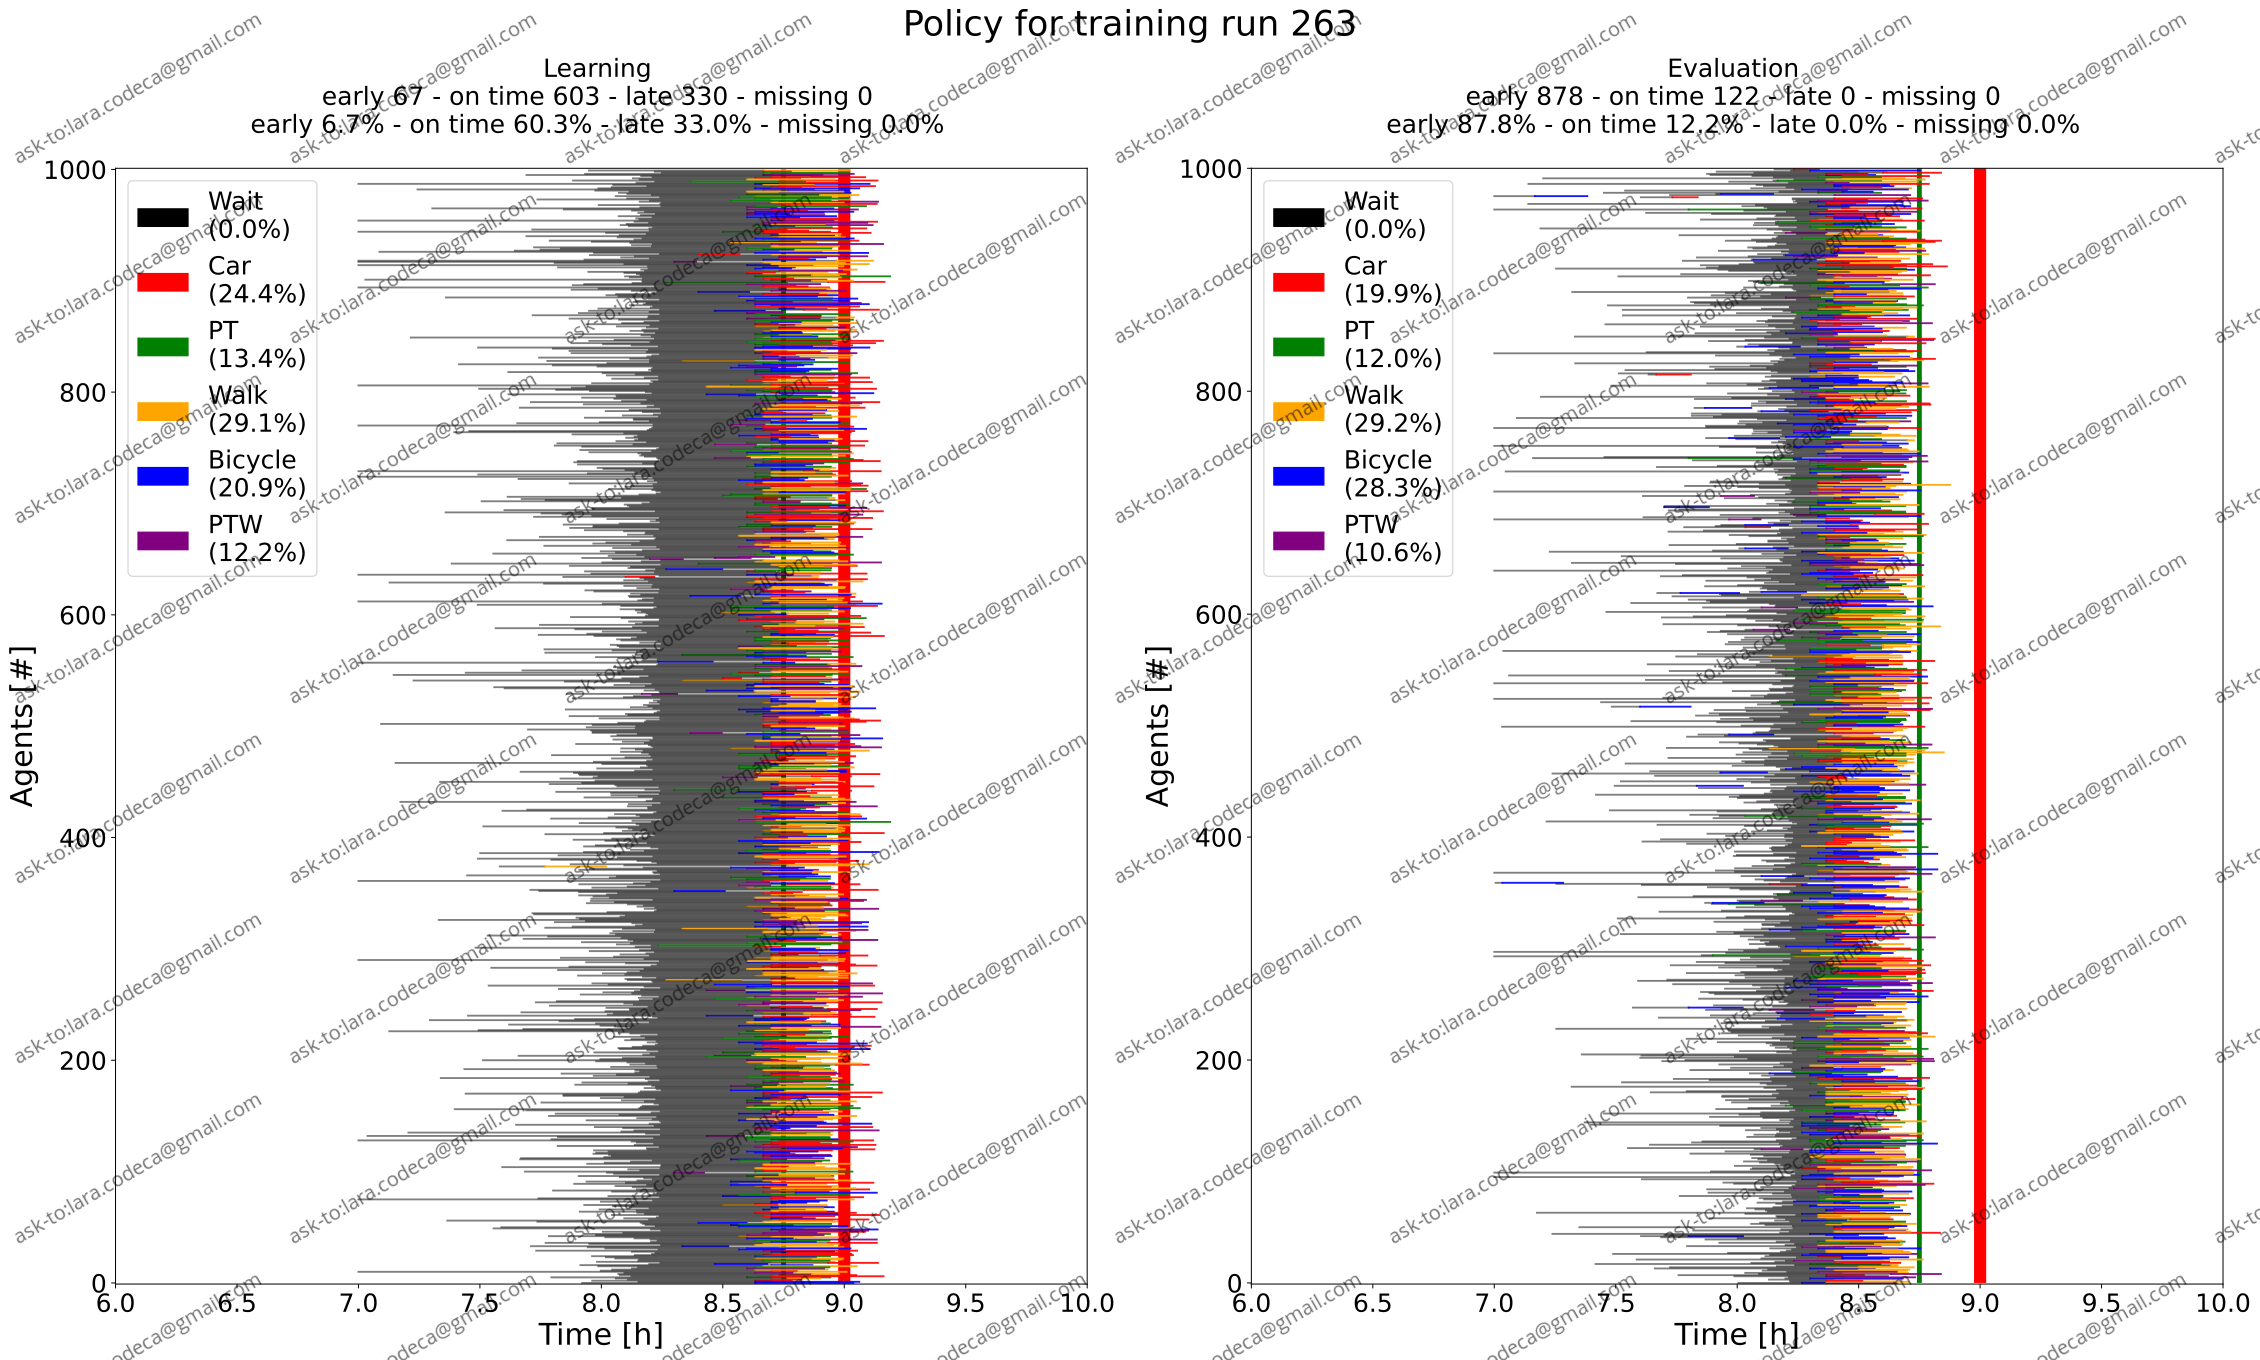 Policy for training run 263
Learning
early 67 - on time 603 - late 330 - missing 0
early 6.7% - on time 60.3% - late 33.0% - missing 0.0%
Evaluation
early 878 - on time 122 - late 0 - missing 0
early 87.8% - on time 12.2% - late 0.0% - missing 0.0%
Agents [#]
1000
800
600
400
200
0
Wait
(0.0%)
Car
(24.4%)
PT
(13.4%)
Walk
(29.1%)
Bicycle
(20.9%)
PTW
(12.2%)
6.0 6.5 7.0 7.5 8.0 8.5 9.0 9.5 10.0
Time [h]
Agents [#]
1000
800
600
400
200
0
Wait
(0.0%)
Car
(19.9%)
PT
(12.0%)
Walk
(29.2%)
Bicycle
(28.3%)
PTW
(10.6%)
6.0 6.5 7.0 7.5 8.0 8.5 9.0 9.5 10.0
Time [h]
ask-to:lara.codeca@gmail.com